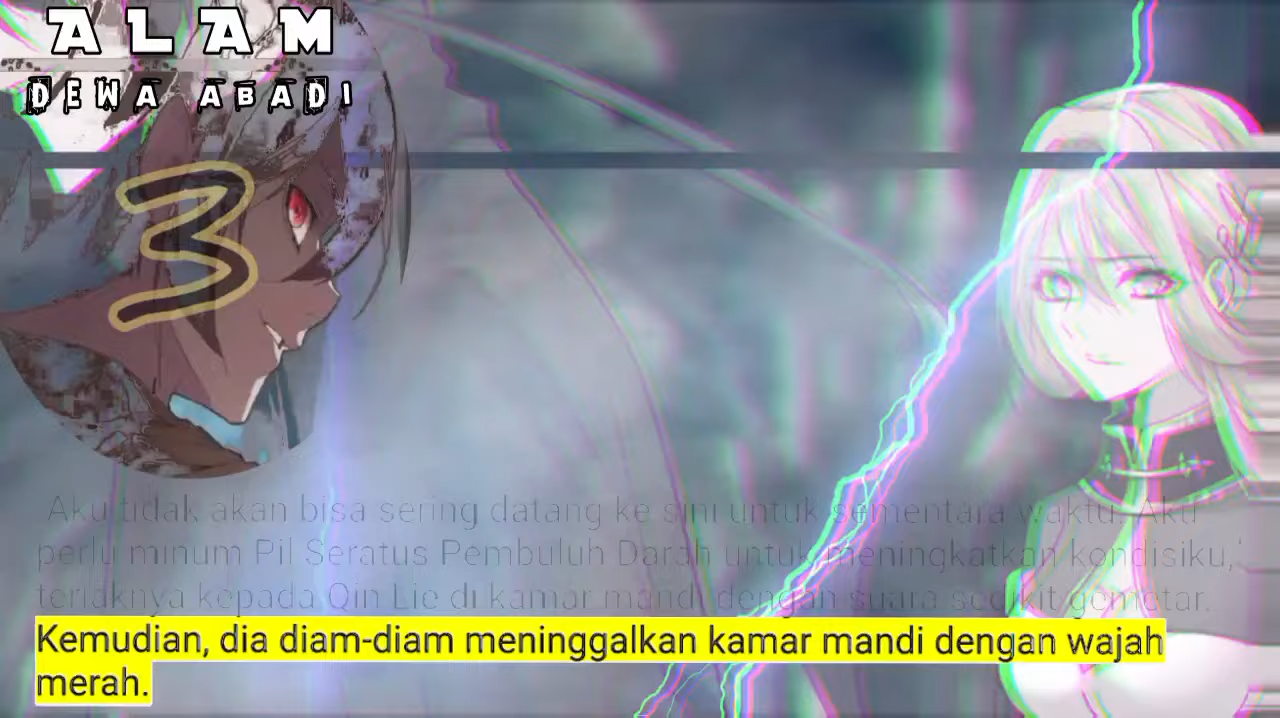 ALAM
DEWA ABADI
3
Aku tidak akan bisa sering datang ke sini untuk sementara waktu. Aku
perlu minum Pil Seratus Pembuluh Darah untuk meningkatkan kondisiku,'
teriaknya kepada Qin Lie di kamar mandi dengan suara sedikit gemetar.
Kemudian, dia diam-diam meninggalkan kamar mandi dengan wajah
merah.